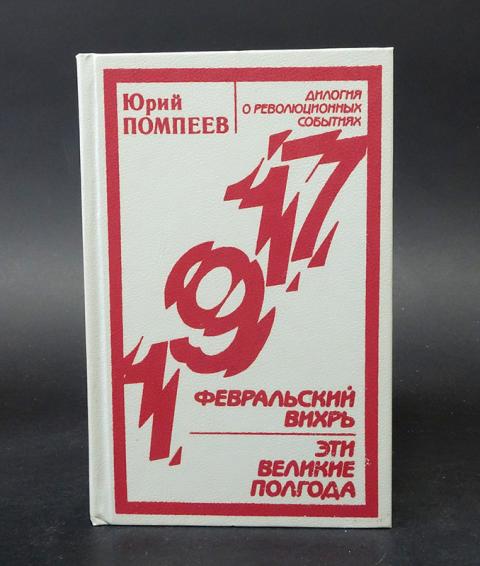 Юрий
ПОМПЕЕВ
ДИЛОГИЯ
О РЕВОЛЮЦИОННЫХ
СОБЫТИЯХ
1917
ФЕВРАЛЬСКИЙ
ВИХРЬ
ЭТИ
ВЕЛИКИЕ
ПОЛГОДА